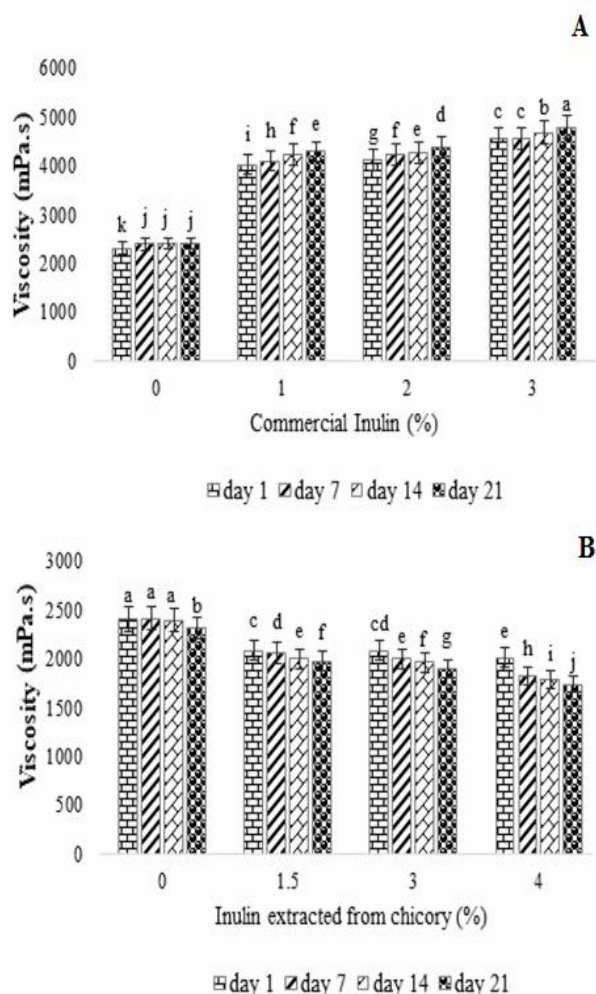 A
Viscosity (mPa.s)
6000
5000
4000
3000
2000
1000
0
k j j j
i h f e
g f e d
c c b a
0 1 2 3
Commercial Inulin (%)
day 1 day 7 day 14 day 21
B
Viscosity (mPa.s)
3000
2500
2000
1500
1000
500
0
a a a b
c d e f
cd e f g
e h i j
0 1.5 3 4
Inulin extracted from chicory (%)
day 1 day 7 day 14 day 21